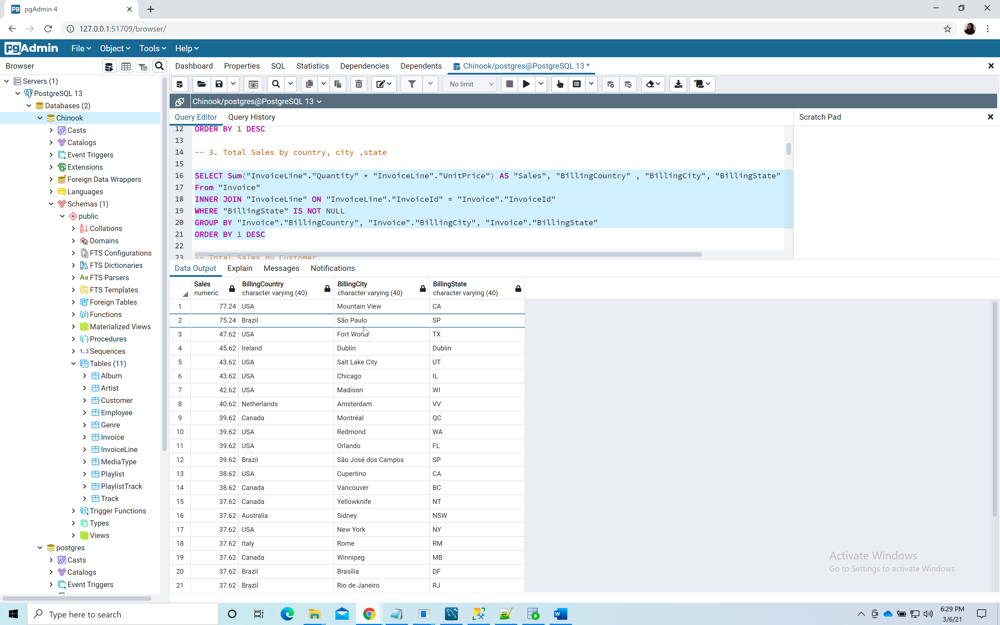 pgAdmin 4
127.0.0.1:51709/browser/
pgAdmin File Object Tools Help
Browser
Dashboard Properties SQL Statistics Dependencies Dependents Chinook/postgres@PostgreSQL 13 *
Servers (1)
PostgreSQL 13
Databases (2)
Chinook
Casts
Catalogs
Event Triggers
Extensions
Foreign Data Wrappers
Languages
Schemas (1)
public
Collations
Domains
FTS Configurations
FTS Dictionaries
Aa FTS Parsers
FTS Templates
Foreign Tables
Functions
Materialized Views
Procedures
1..3 Sequences
Tables (11)
Album
Artist
Customer
Employee
Genre
Invoice
InvoiceLine
MediaType
Playlist
PlaylistTrack
Track
Trigger Functions
Types
Views
postgres
Casts
Catalogs
Event Triggers
No limit
Chinook/postgres@PostgreSQL 13
Query Editor Query History
Scratch Pad
12 ORDER BY 1 DESC
13
14 -- 3. Total Sales by country, city ,state
15
16 SELECT Sum("InvoiceLine"."Quantity" * "InvoiceLine"."UnitPrice") AS "Sales", "BillingCountry" , "BillingCity", "BillingState"
17 From "Invoice"
18 INNER JOIN "InvoiceLine" ON "InvoiceLine"."InvoiceId" = "Invoice"."InvoiceId"
19 WHERE "BillingState" IS NOT NULL
20 GROUP BY "Invoice"."BillingCountry", "Invoice"."BillingCity", "Invoice"."BillingState"
21 ORDER BY 1 DESC
22
23 -- Total Sales by Customer
Data Output Explain Messages Notifications
Sales BillingCountry BillingCity BillingState
numeric character varying (40) character varying (40) character varying (40)
1 77.24 USA Mountain View CA
2 75.24 Brazil São Paulo SP
3 47.62 USA Fort Worth TX
4 45.62 Ireland Dublin Dublin
5 43.62 USA Salt Lake City UT
6 43.62 USA Chicago IL
7 42.62 USA Madison WI
8 40.62 Netherlands Amsterdam VV
9 39.62 Canada Montréal QC
10 39.62 USA Redmond WA
11 39.62 USA Orlando FL
12 39.62 Brazil São José dos Campos SP
13 38.62 USA Cupertino CA
14 38.62 Canada Vancouver BC
15 37.62 Canada Yellowknife NT
16 37.62 Australia Sidney NSW
17 37.62 USA New York NY
18 37.62 Italy Rome RM
19 37.62 Canada Winnipeg MB
20 37.62 Brazil Brasília DF
21 37.62 Brazil Rio de Janeiro RJ
Activate Windows
Go to Settings to activate Windows.
Type here to search
6:29 PM
3/6/21